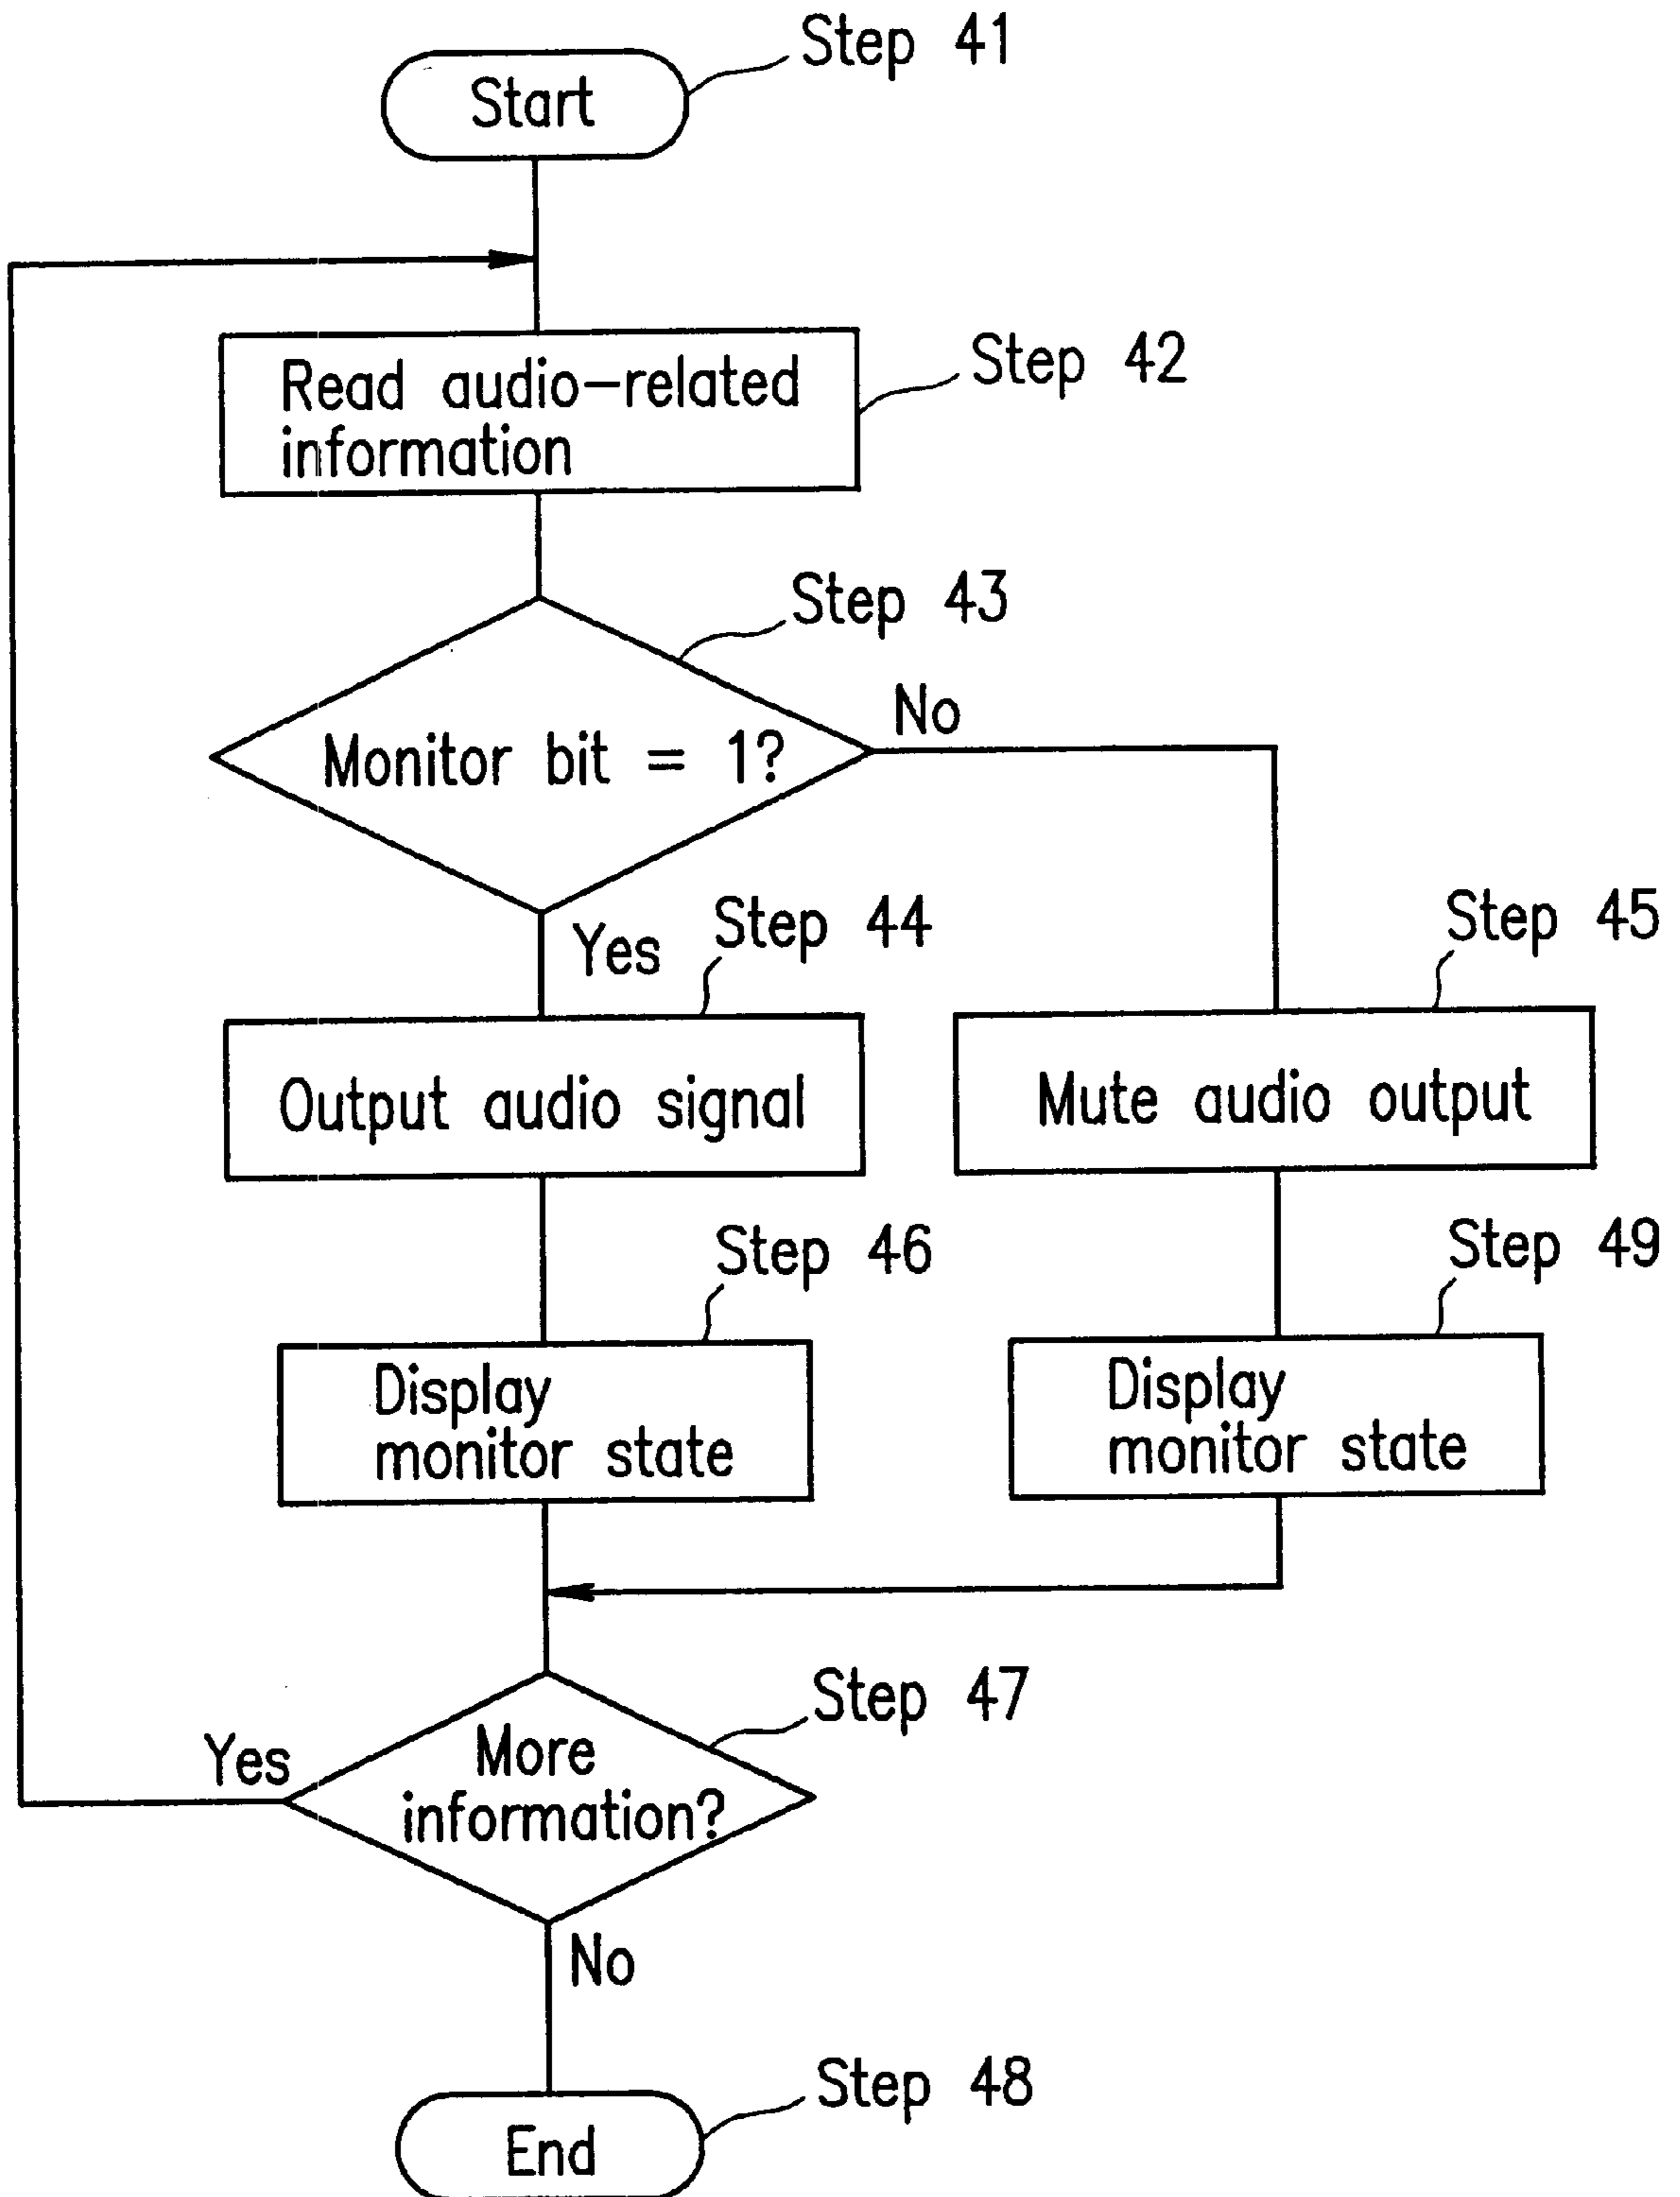 Step 41
Start
Step 42
Read audio-related
information
Step 43
Monitor bit = 1?
No
Yes
Step 44
Step 45
Output audio signal
Mute audio output
Step 46
Step 49
Display
monitor state
Display
monitor state
Step 47
More
information?
Yes
No
Step 48
End